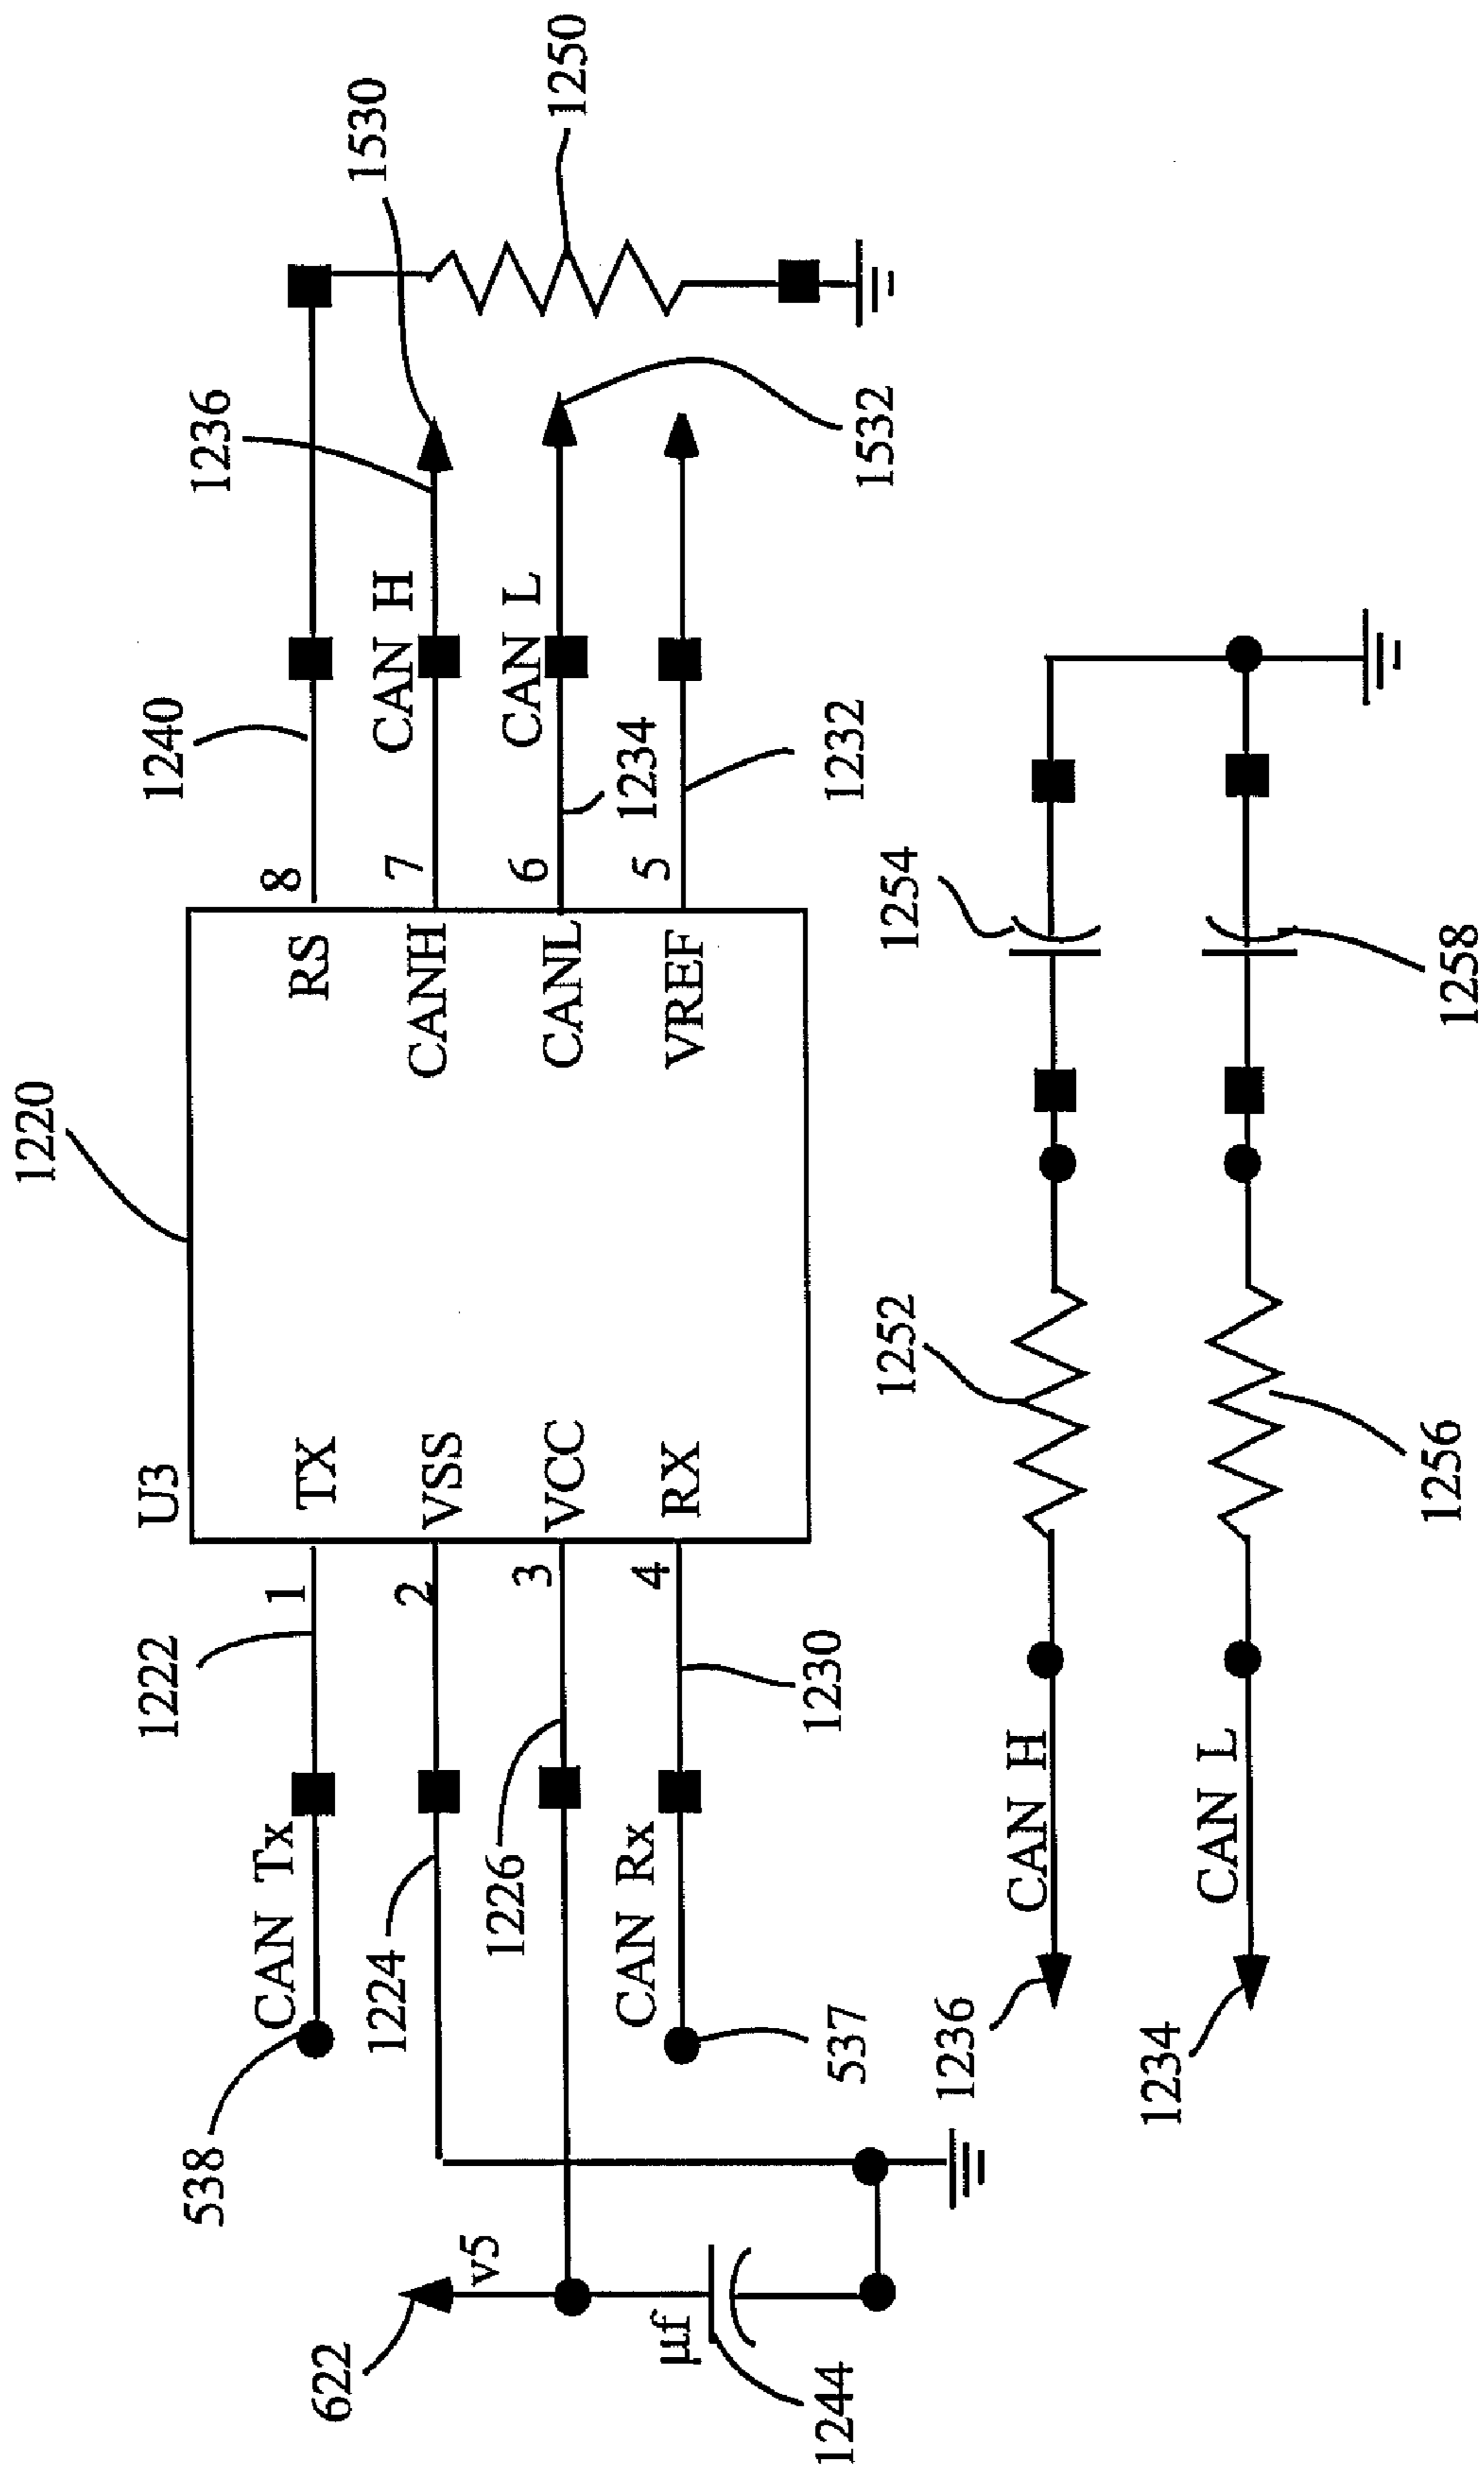 1220
U3
538
CAN Tx
1222
1
TX
RS
8
1240
1236
1530
1250
622
v5
1224
2
VSS
CANH
7
CAN H
1226
3
VCC
CANL
6
CAN L
1234
μf
1244
CAN Rx
537
1230
4
RX
VREF
5
1232
1532
1236
CAN H
1252
1254
1234
CAN L
1256
1258